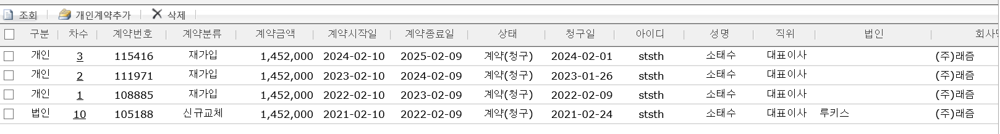 조회 개인계약추가 삭제
구분 차수 계약번호 계약분류 계약금액 계약시작일 계약종료일 상태 청구일 아이디 성명 직위 법인 회사명
개인 3 115416 재가입 1,452,000 2024-02-10 2025-02-09 계약(청구) 2024-02-01 ststh 소태수 대표이사 (주)래즘
개인 2 111971 재가입 1,452,000 2023-02-10 2024-02-09 계약(청구) 2023-01-26 ststh 소태수 대표이사 (주)래즘
개인 1 108885 재가입 1,452,000 2022-02-10 2023-02-09 계약(청구) 2022-02-09 ststh 소태수 대표이사 (주)래즘
법인 10 105188 신규교체 1,452,000 2021-02-10 2022-02-09 계약(청구) 2021-02-24 ststh 소태수 대표이사 루키스 (주)래즘